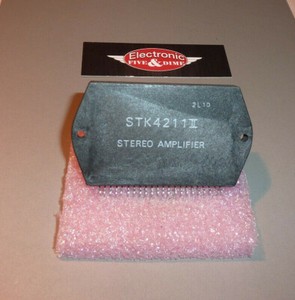 Electronic
FIVE & DIME
2L10
STK4211II
STEREO AMPLIFIER